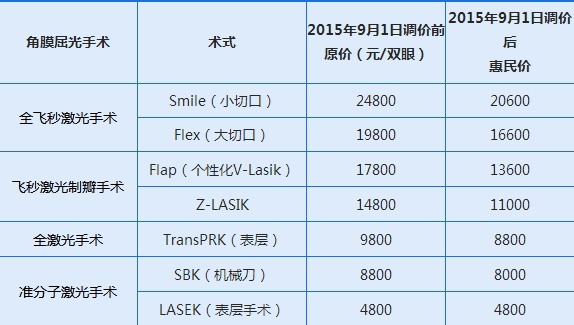 角膜屈光手术 术式 2015年9月1日调价前 原价（元/双眼） 2015年9月1日调价后 惠民价
全飞秒激光手术 Smile（小切口） 24800 20600
Flex（大切口） 19800 16600
飞秒激光制瓣手术 Flap（个性化V-Lasik） 17800 13600
Z-LASIK 14800 11000
全激光手术 TransPRK（表层） 9800 8800
准分子激光手术 SBK（机械刀） 8800 8000
LASEK（表层手术） 4800 4800